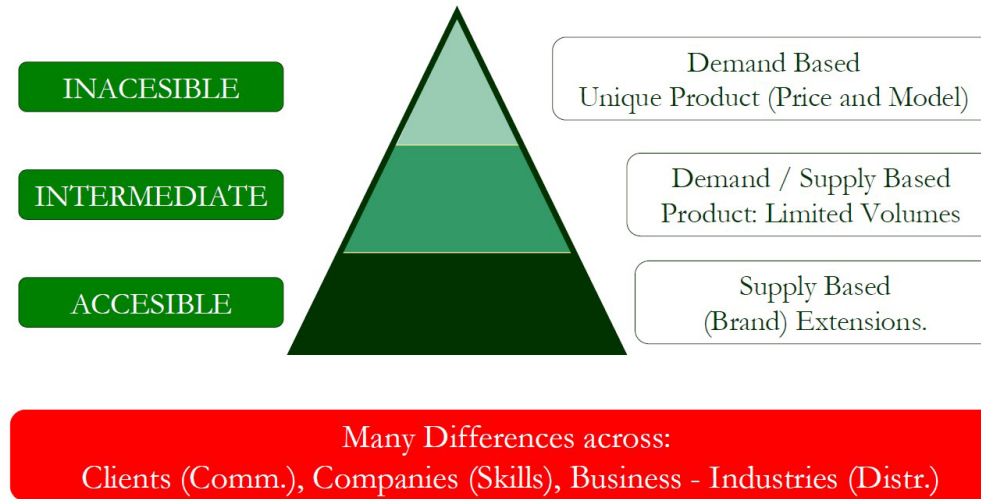 INACESIBLE
Demand Based
Unique Product (Price and Model)
INTERMEDIATE
Demand / Supply Based
Product: Limited Volumes
ACCESIBLE
Supply Based
(Brand) Extensions.
Many Differences across:
Clients (Comm.), Companies (Skills), Business - Industries (Distr.)